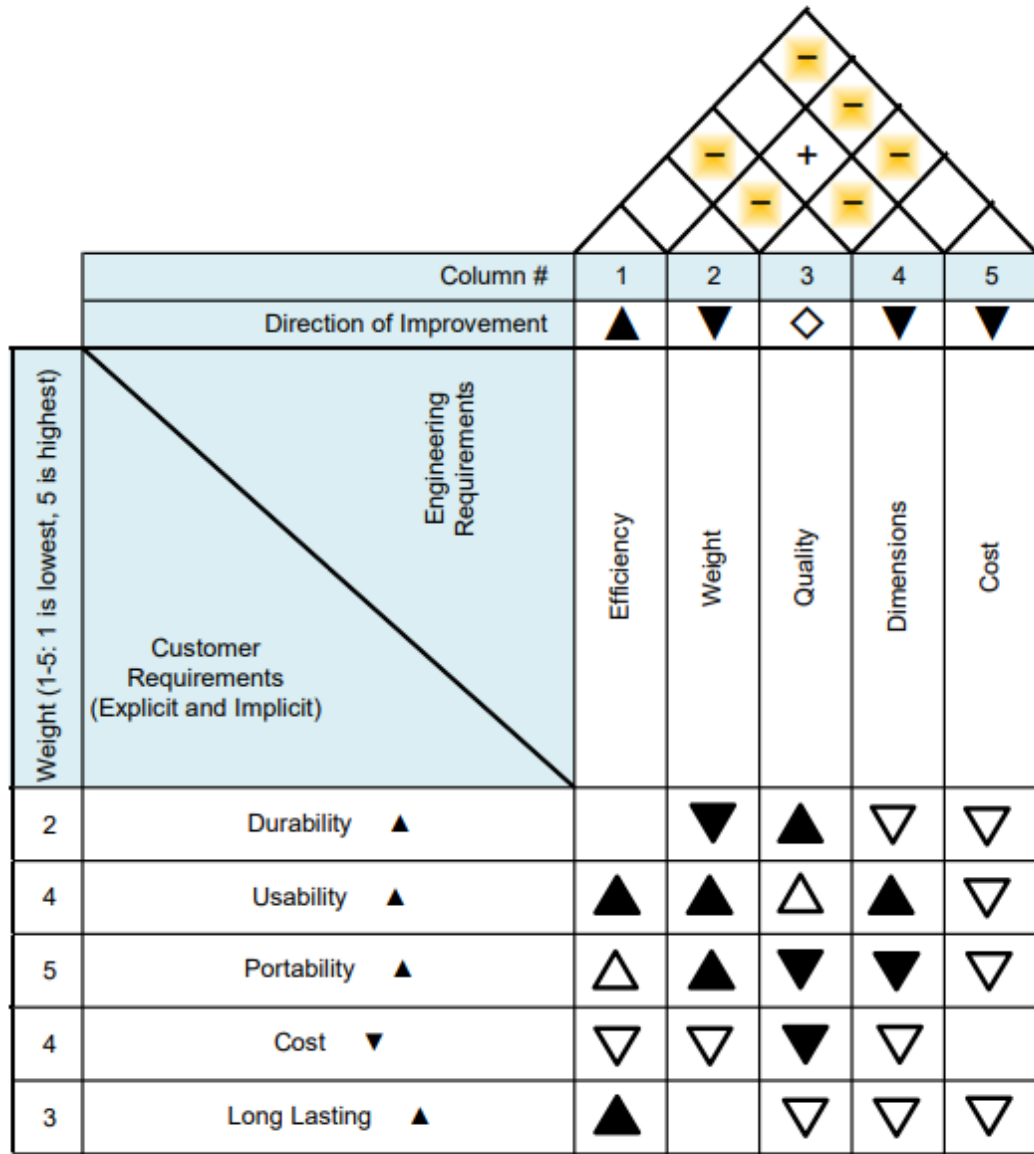 −
−
− + −
− −
Column # 1 2 3 4 5
Direction of Improvement ▲ ▼ ◇ ▼ ▼
Weight (1-5: 1 is lowest, 5 is highest)
Engineering
Requirements
Customer
Requirements
(Explicit and Implicit)
Efficiency
Weight
Quality
Dimensions
Cost
2 Durability ▲ ▼ ▲ ▽ ▽
4 Usability ▲ ▲ ▲ △ ▲ ▽
5 Portability ▲ △ ▲ ▼ ▼ ▽
4 Cost ▼ ▽ ▽ ▼ ▽
3 Long Lasting ▲ ▲ ▽ ▽ ▽